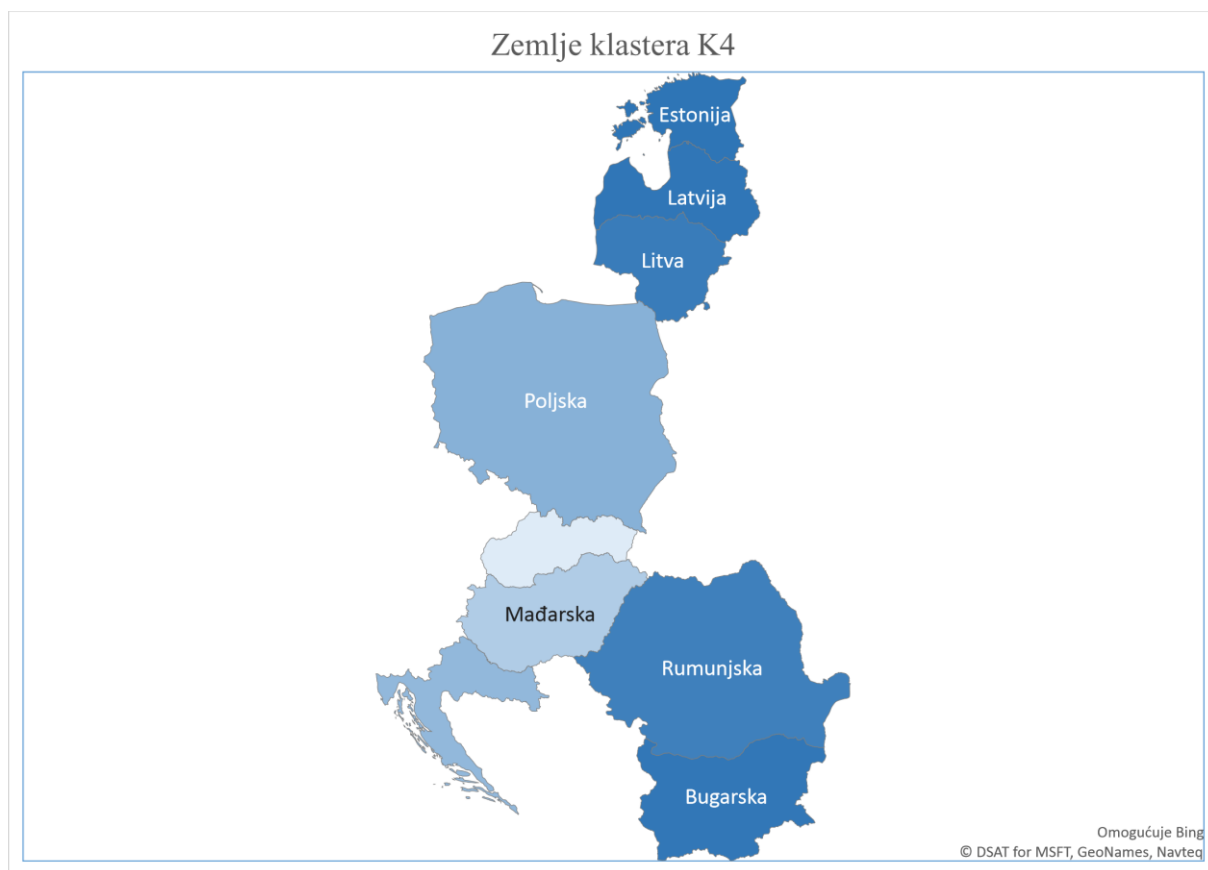 Zemlje klastera K4
Estonija
Latvija
Litva
Poljska
Mađarska
Rumunjska
Bugarska
Omogućuje Bing
© DSAT for MSFT, GeoNames, Navteq